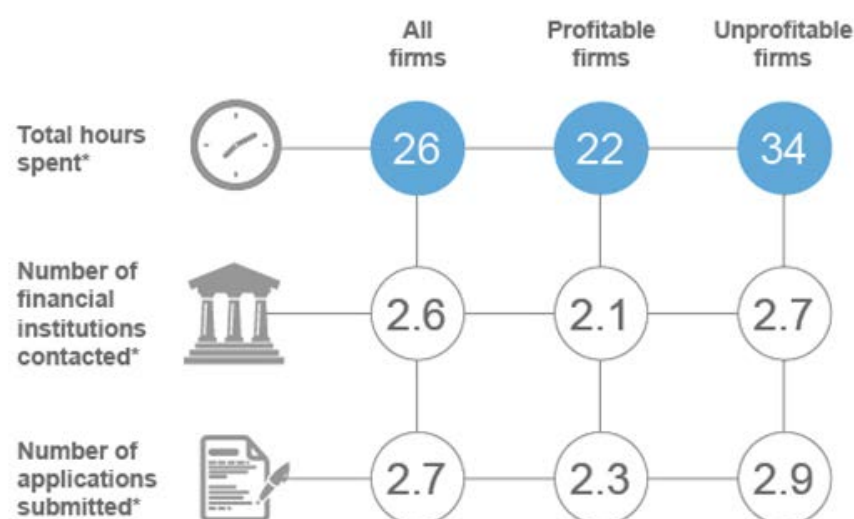 All
firms
Profitable
firms
Unprofitable
firms
Total hours
spent*
26
22
34
Number of
financial
institutions
contacted*
2.6
2.1
2.7
Number of
applications
submitted*
2.7
2.3
2.9